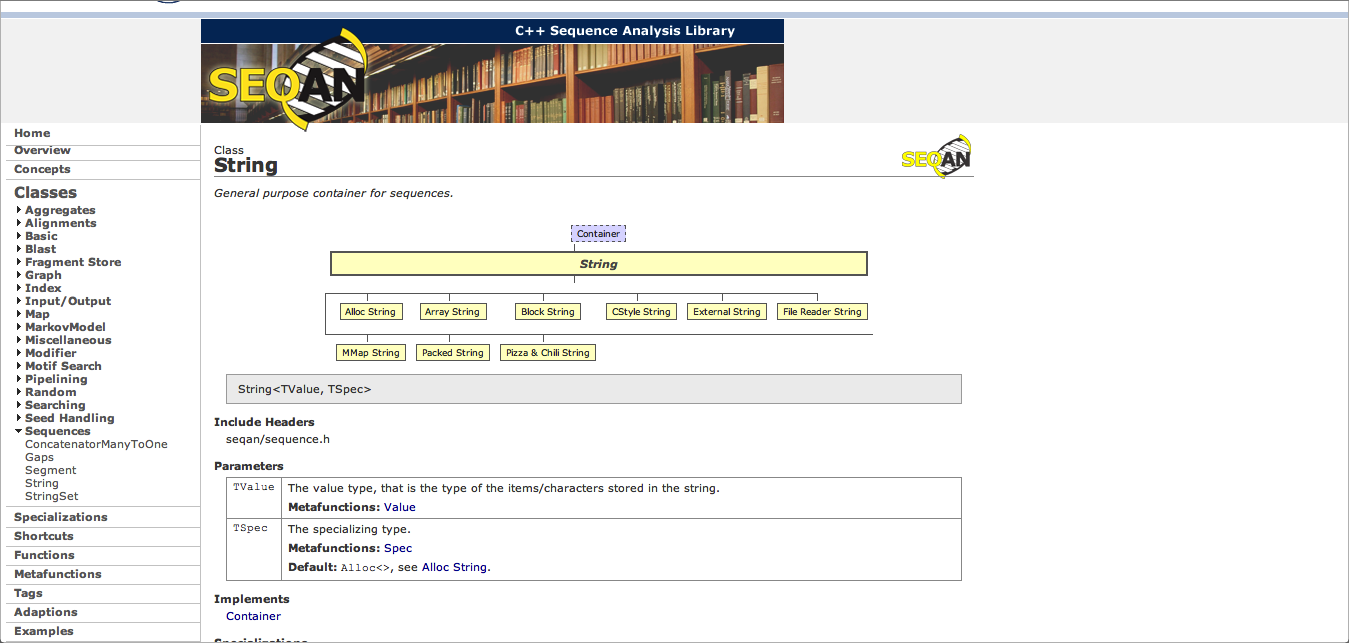 C++ Sequence Analysis Library
SEQAN
Home
Overview
Concepts
Classes
Aggregates
Alignments
Basic
Blast
Fragment Store
Graph
Index
Input/Output
Map
MarkovModel
Miscellaneous
Modifier
Motif Search
Pipelining
Random
Searching
Seed Handling
Sequences
ConcatenatorManyToOne
Gaps
Segment
String
StringSet
Specializations
Shortcuts
Functions
Metafunctions
Tags
Adaptions
Examples
Class
String
SEQAN
General purpose container for sequences.
Container
String
Alloc String Array String Block String CStyle String External String File Reader String
MMap String Packed String Pizza & Chili String
String<TValue, TSpec>
Include Headers
seqan/sequence.h
Parameters
TValue The value type, that is the type of the items/characters stored in the string.
Metafunctions: Value
TSpec The specializing type.
Metafunctions: Spec
Default: Alloc<>, see Alloc String.
Implements
Container
Specializations